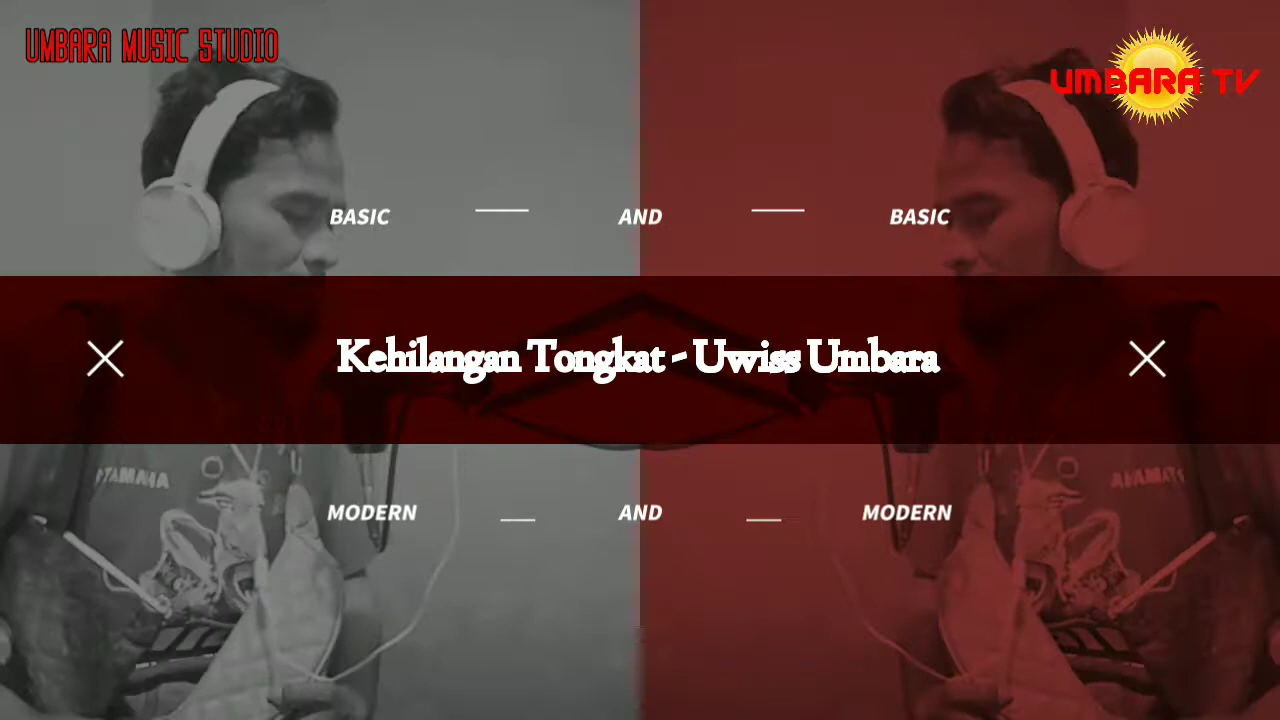 UMBARA MUSIC STUDIO
UMBARA TV
BASIC AND BASIC
Kehilangan Tongkat - Uwiss Umbara
MODERN AND MODERN